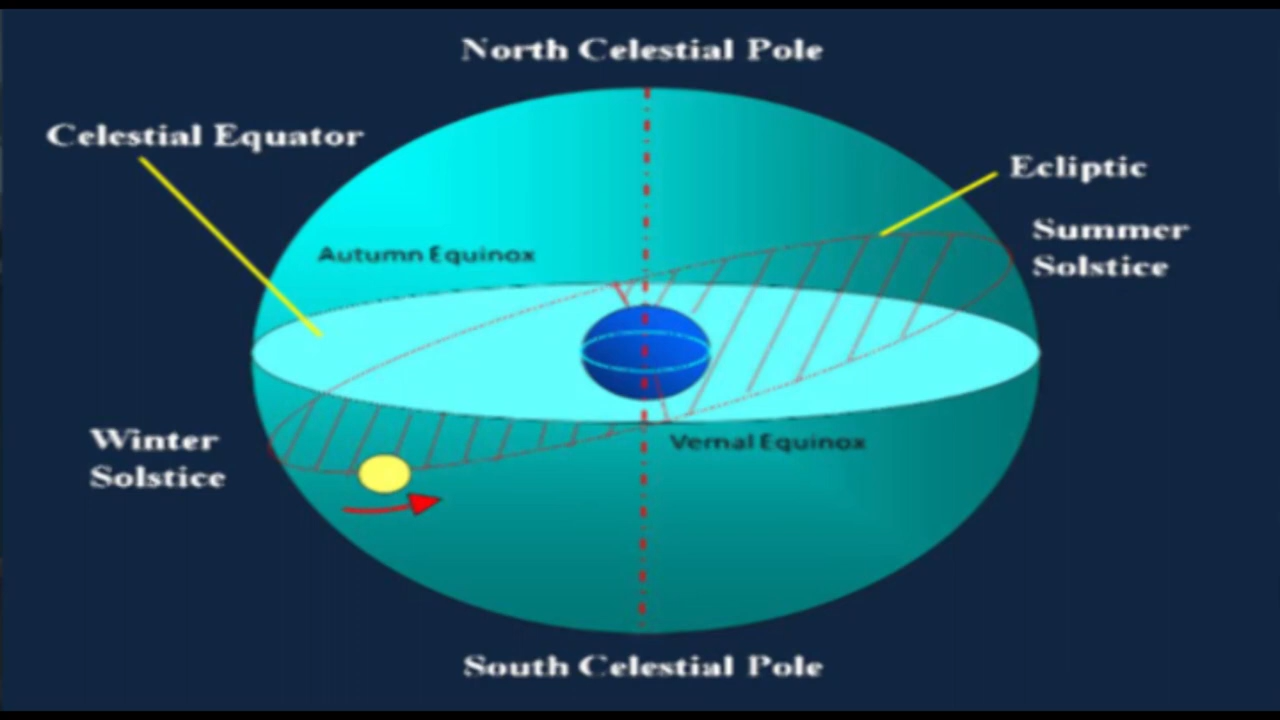 North Celestial Pole
Celestial Equator
Ecliptic
Summer
Solstice
Autumn Equinox
Winter
Solstice
Vernal Equinox
South Celestial Pole